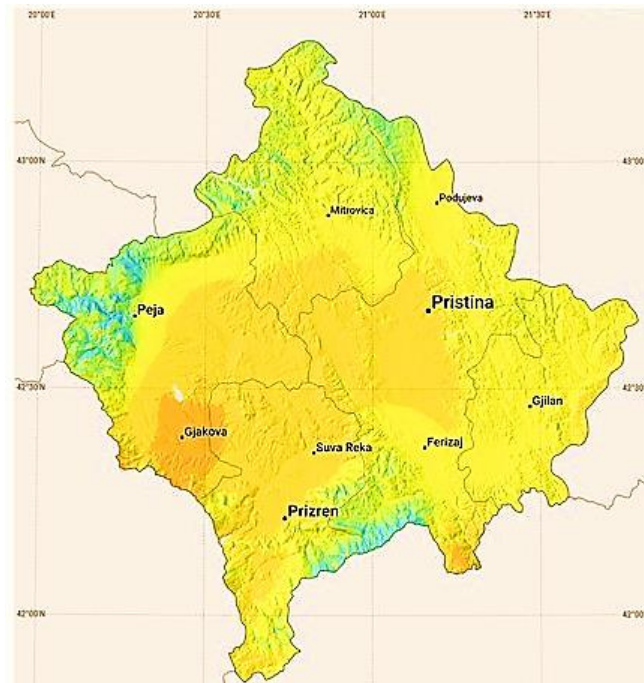 20°00'E 20°30'E 21°00'E 21°30'E
43°00'N 43°00'N
Mitrovica
Podujeva
Peja
Pristina
42°30'N 42°30'N
Gjakova
Gjilan
Suva Reka
Ferizaj
Prizren
42°00'N 42°00'N